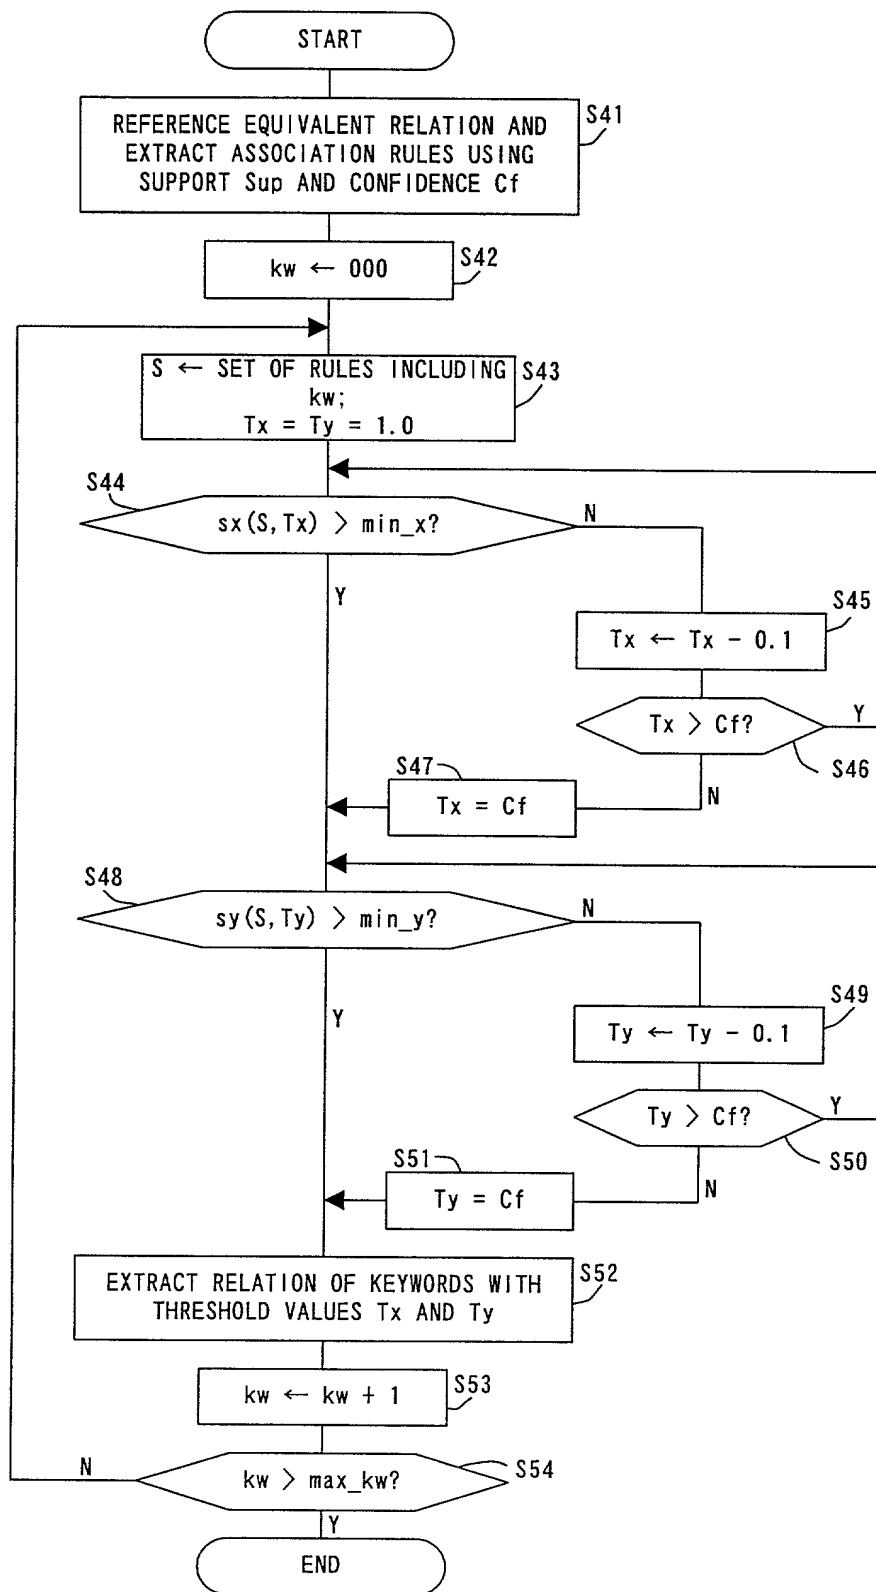 START
S41
REFERENCE EQUIVALENT RELATION AND
EXTRACT ASSOCIATION RULES USING
SUPPORT Sup AND CONFIDENCE Cf
S42
kw ← 000
S43
S ← SET OF RULES INCLUDING
kw;
Tx = Ty = 1.0
S44
sx(S,Tx) > min_x?
N
Y
S45
Tx ← Tx - 0.1
Tx > Cf?
Y
S46
N
S47
Tx = Cf
S48
sy(S,Ty) > min_y?
N
Y
S49
Ty ← Ty - 0.1
Ty > Cf?
Y
S50
N
S51
Ty = Cf
S52
EXTRACT RELATION OF KEYWORDS WITH
THRESHOLD VALUES Tx AND Ty
S53
kw ← kw + 1
S54
kw > max_kw?
N
Y
END